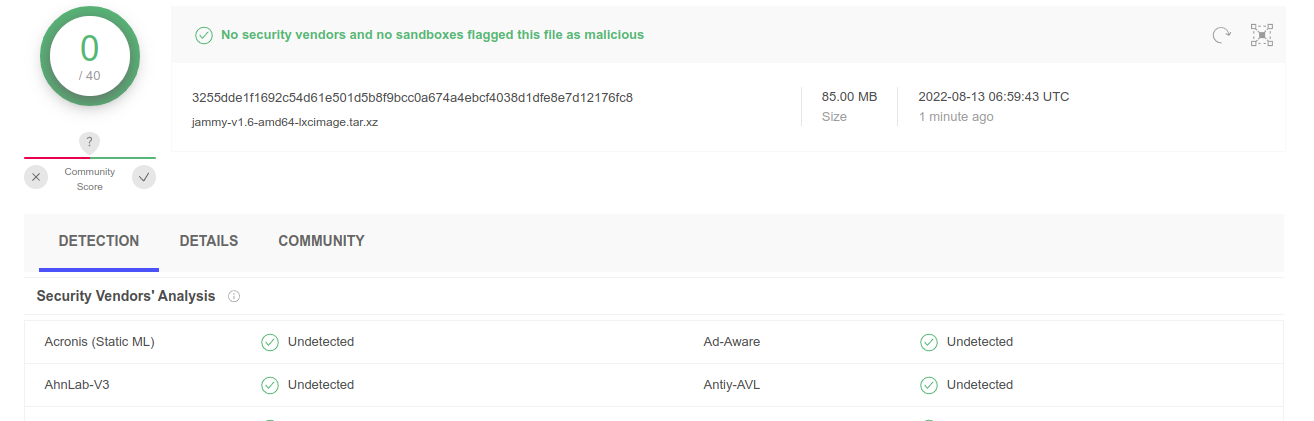 0
/ 40
?
Community
Score
No security vendors and no sandboxes flagged this file as malicious
3255dde1f1692c54d61e501d5b8f9bcc0a674a4ebcf4038d1dfe8e7d12176fc8
jammy-v1.6-amd64-lxcimage.tar.xz
85.00 MB
Size
2022-08-13 06:59:43 UTC
1 minute ago
DETECTION DETAILS COMMUNITY
Security Vendors' Analysis
Acronis (Static ML) Undetected Ad-Aware Undetected
AhnLab-V3 Undetected Antiy-AVL Undetected